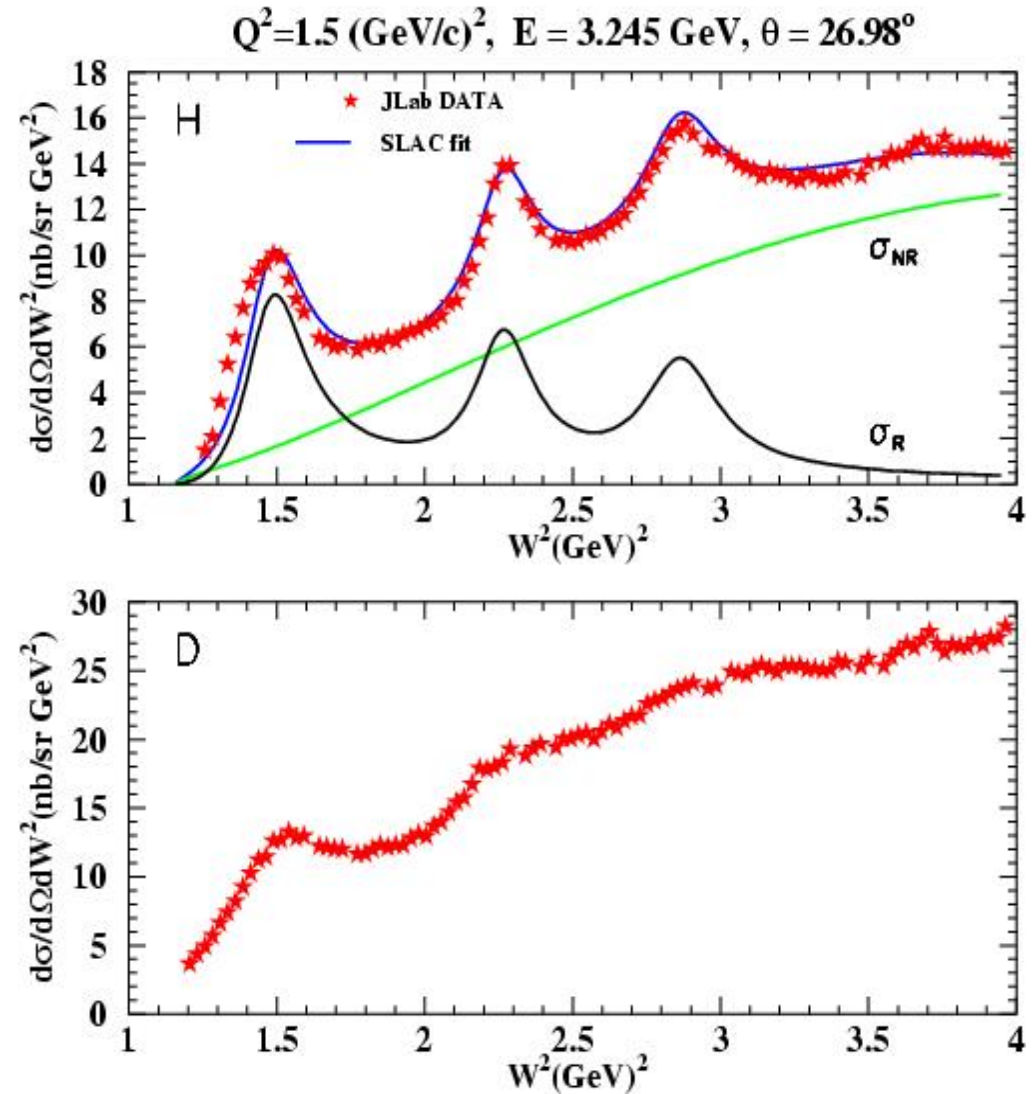 Q²=1.5 (GeV/c)², E = 3.245 GeV, θ = 26.98°
dσ/dΩdW²(nb/sr GeV²)
18
16
14
12
10
8
6
4
2
0
H
JLab DATA
SLAC fit
σNR
σR
1 1.5 2 2.5 3 3.5 4
W²(GeV)²
dσ/dΩdW²(nb/sr GeV²)
30
25
20
15
10
5
0
D
1 1.5 2 2.5 3 3.5 4
W²(GeV)²